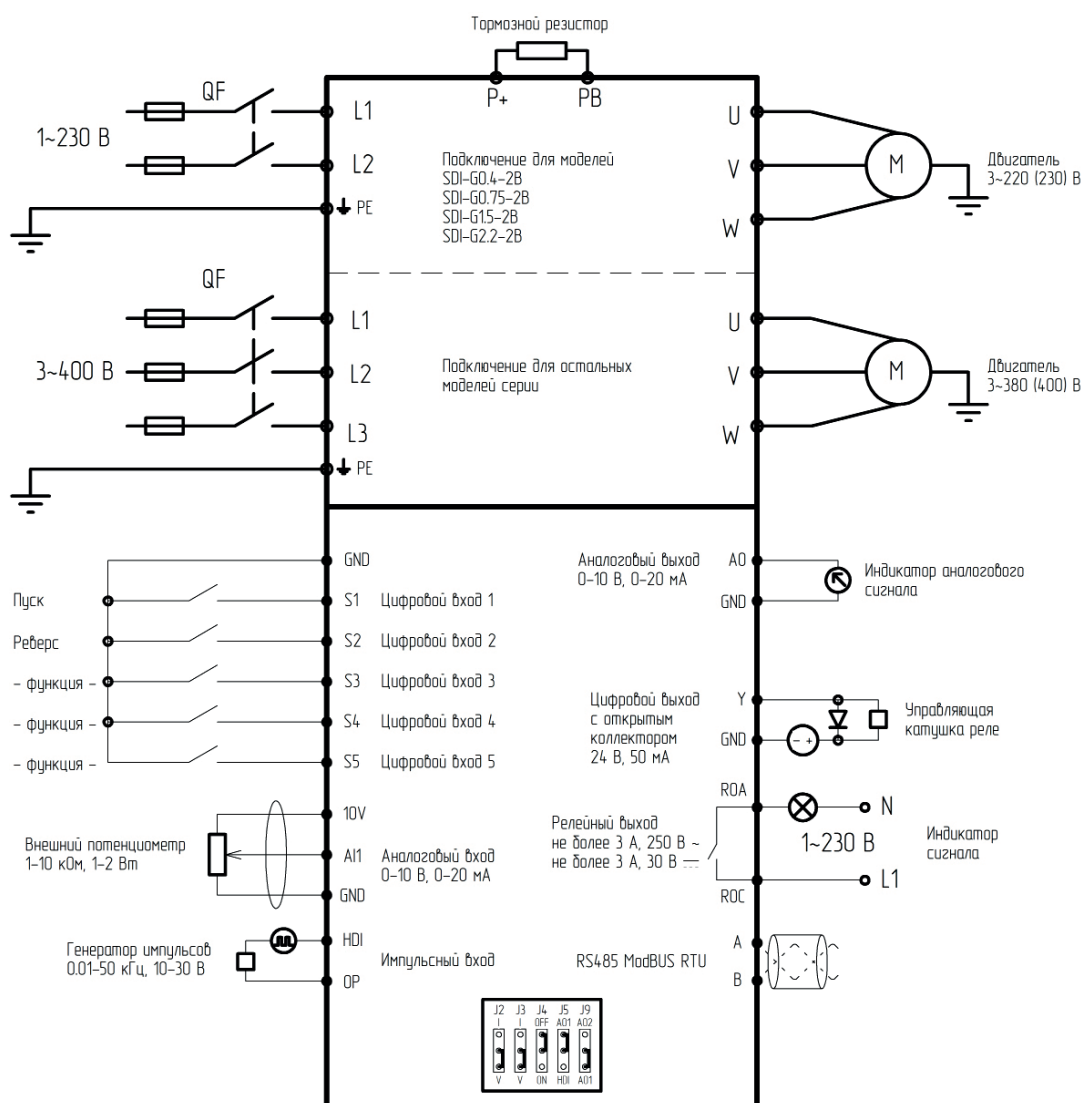 Тормозной резистор
P+
PB
QF
1~230 В
L1
L2
PE
Подключение для моделей
SDI-G0.4-2B
SDI-G0.75-2B
SDI-G1.5-2B
SDI-G2.2-2B
U
V
W
M
Двигатель
3~220 (230) В
QF
3~400 В
L1
L2
L3
PE
Подключение для остальных
моделей серии
U
V
W
M
Двигатель
3~380 (400) В
GND
Пуск
S1 Цифровой вход 1
Реверс
S2 Цифровой вход 2
- функция -
S3 Цифровой вход 3
- функция -
S4 Цифровой вход 4
- функция -
S5 Цифровой вход 5
Внешний потенциометр
1-10 кОм, 1-2 Вт
10V
AI1
GND
Аналоговый вход
0-10 В, 0-20 мА
Генератор импульсов
0.01-50 кГц, 10-30 В
HDI
OP
Импульсный вход
Аналоговый выход
0-10 В, 0-20 мА
AO
GND
Индикатор аналогового
сигнала
Цифровой выход
с открытым
коллектором
24 В, 50 мА
Y
GND
- +
Управляющая
катушка реле
Релейный выход
не более 3 А, 250 В ~
не более 3 А, 30 В
ROA
ROC
N
1~230 В
L1
Индикатор
сигнала
RS485 ModBUS RTU
A
B
J2 J3 J4 J5 J9
I I OFF AO1 AO2
V V ON HDI AO1